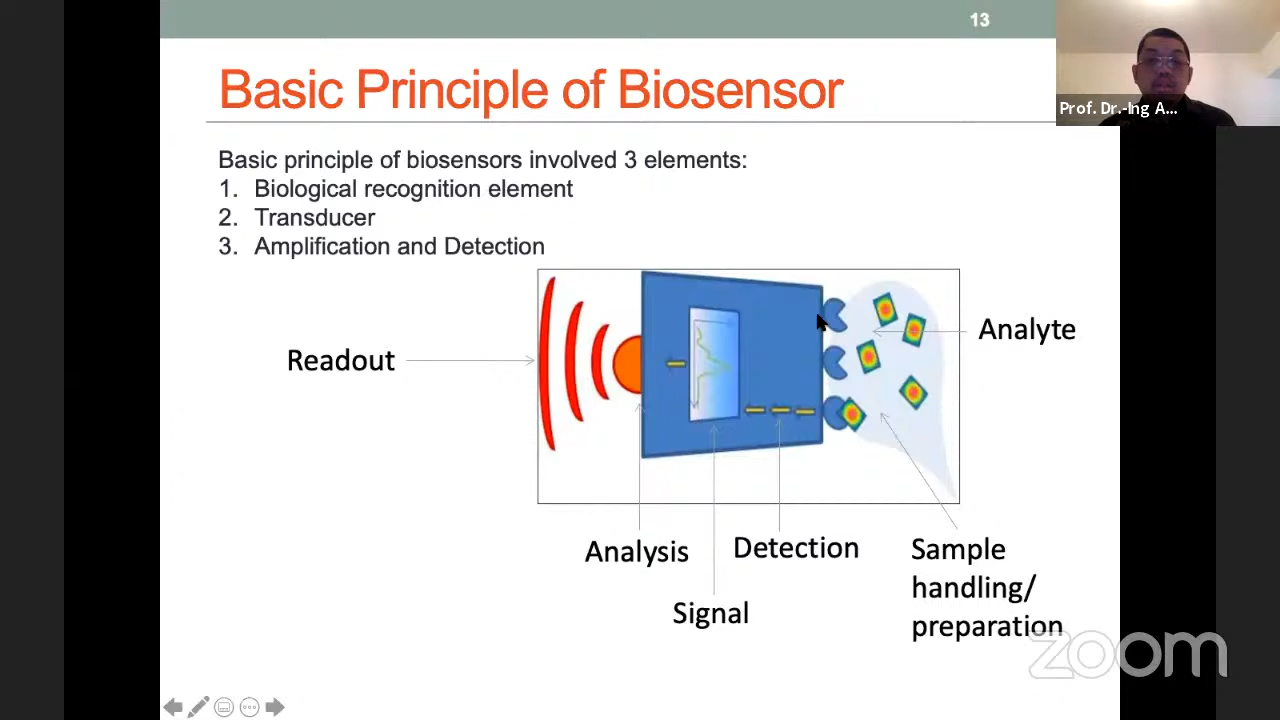 13
Basic Principle of Biosensor
Prof. Dr.-Ing A...
Basic principle of biosensors involved 3 elements:
1. Biological recognition element
2. Transducer
3. Amplification and Detection
Analyte
Readout
Analysis
Detection
Sample
handling/
preparation
Signal
zoom